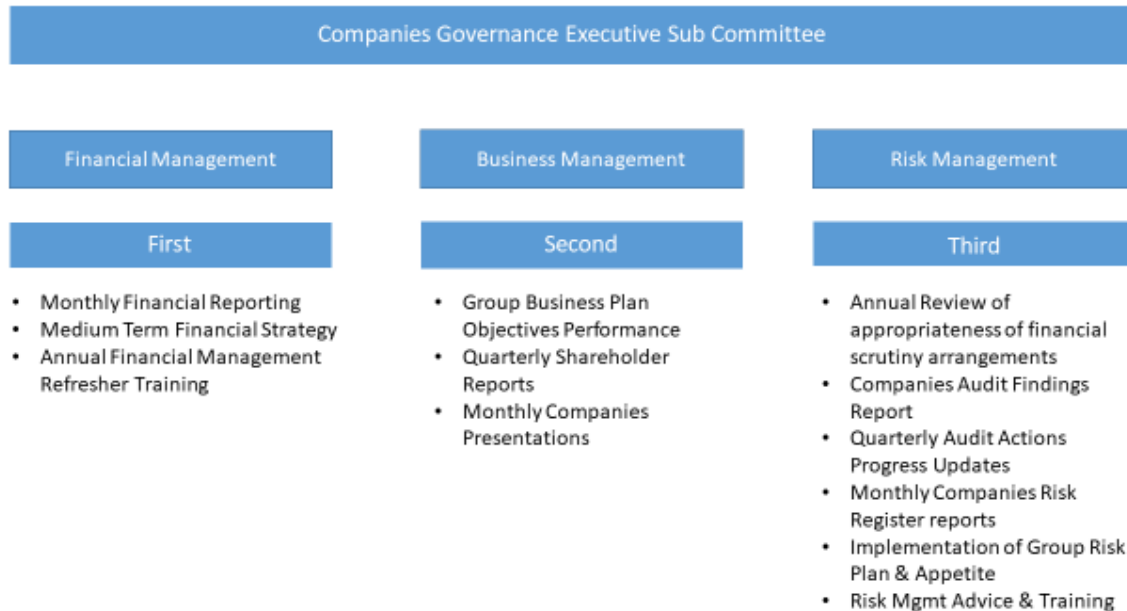 Companies Governance Executive Sub Committee
Financial Management
Business Management
Risk Management
First
Second
Third
• Monthly Financial Reporting
• Medium Term Financial Strategy
• Annual Financial Management
Refresher Training
• Group Business Plan
Objectives Performance
• Quarterly Shareholder
Reports
• Monthly Companies
Presentations
• Annual Review of
appropriateness of financial
scrutiny arrangements
• Companies Audit Findings
Report
• Quarterly Audit Actions
Progress Updates
• Monthly Companies Risk
Register reports
• Implementation of Group Risk
Plan & Appetite
• Risk Mgmt Advice & Training